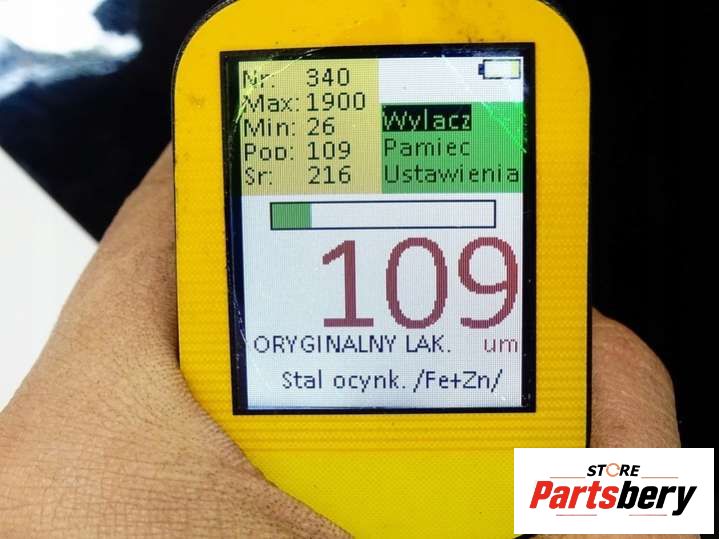 Nr: 340
Max: 1900
Min: 26
Pop: 109
Sr: 216
Wylacz
Pamiec
Ustawienia
109
ORYGINALNY LAK. um
Stal ocynk. /Fe+Zn/
STORE
Partsbery